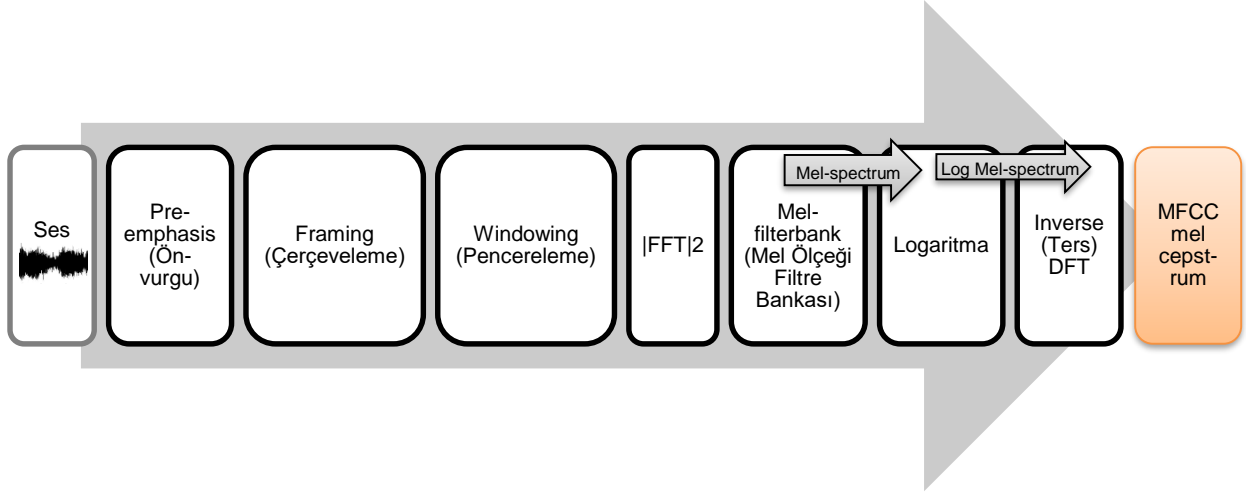 Ses
Pre-
emphasis
(Ön-
vurgu)
Framing
(Çerçeveleme)
Windowing
(Pencereleme)
|FFT|2
Mel-
filterbank
(Mel Ölçeği
Filtre
Bankası)
Mel-spectrum
Logaritma
Log Mel-spectrum
Inverse
(Ters)
DFT
MFCC
mel
cepst-
rum